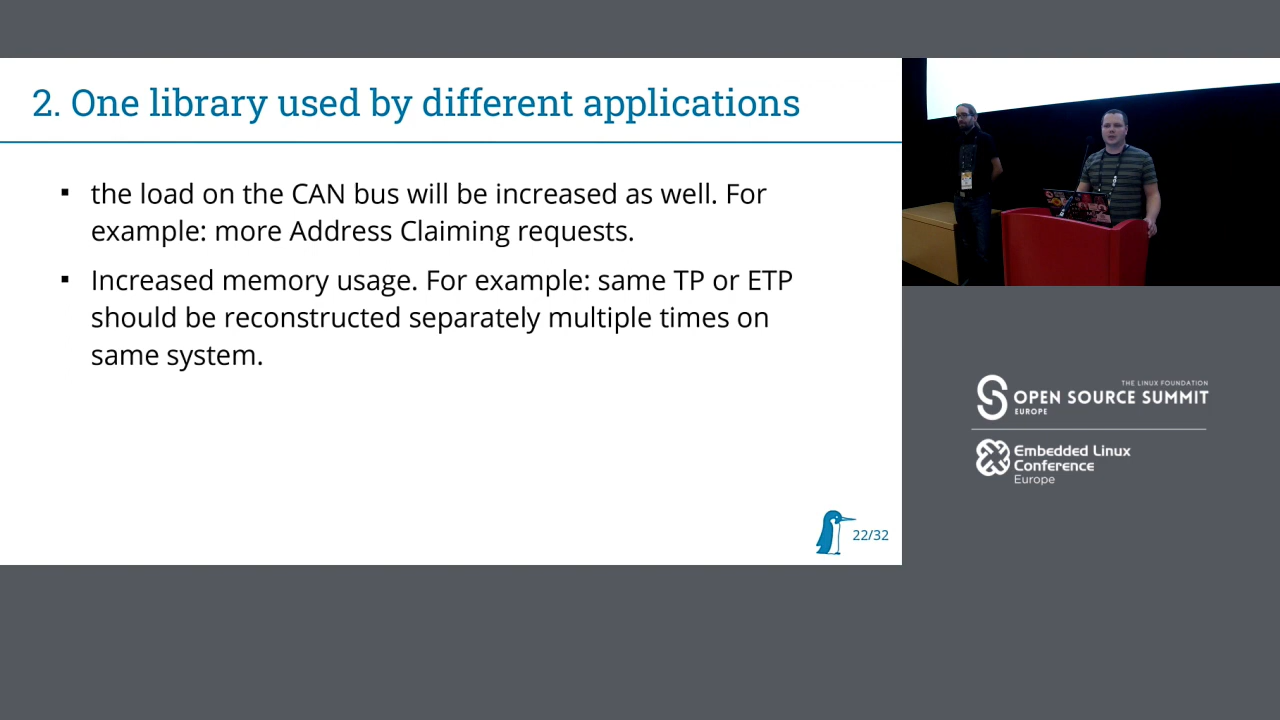 2. One library used by different applications
▪ the load on the CAN bus will be increased as well. For
example: more Address Claiming requests.
▪ Increased memory usage. For example: same TP or ETP
should be reconstructed separately multiple times on
same system.
22/32
THE LINUX FOUNDATION
OPEN SOURCE SUMMIT
EUROPE
Embedded Linux
Conference
Europe